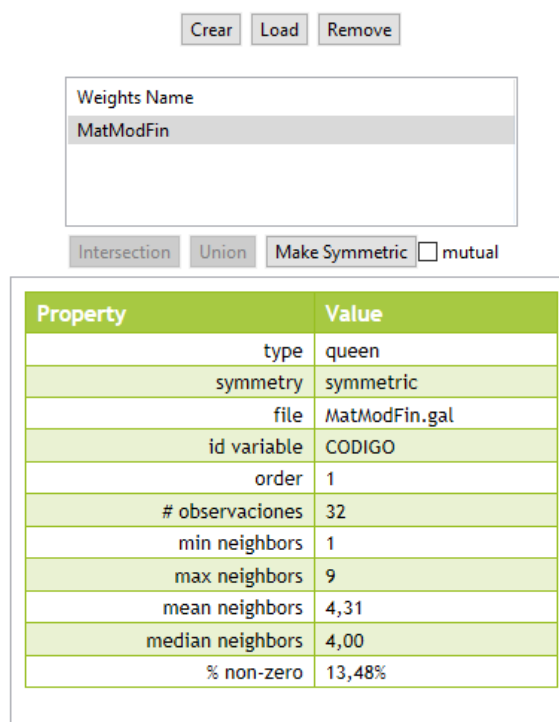 Crear Load Remove
Weights Name
MatModFin
Intersection Union Make Symmetric mutual
Property Value
type queen
symmetry symmetric
file MatModFin.gal
id variable CODIGO
order 1
# observaciones 32
min neighbors 1
max neighbors 9
mean neighbors 4,31
median neighbors 4,00
% non-zero 13,48%